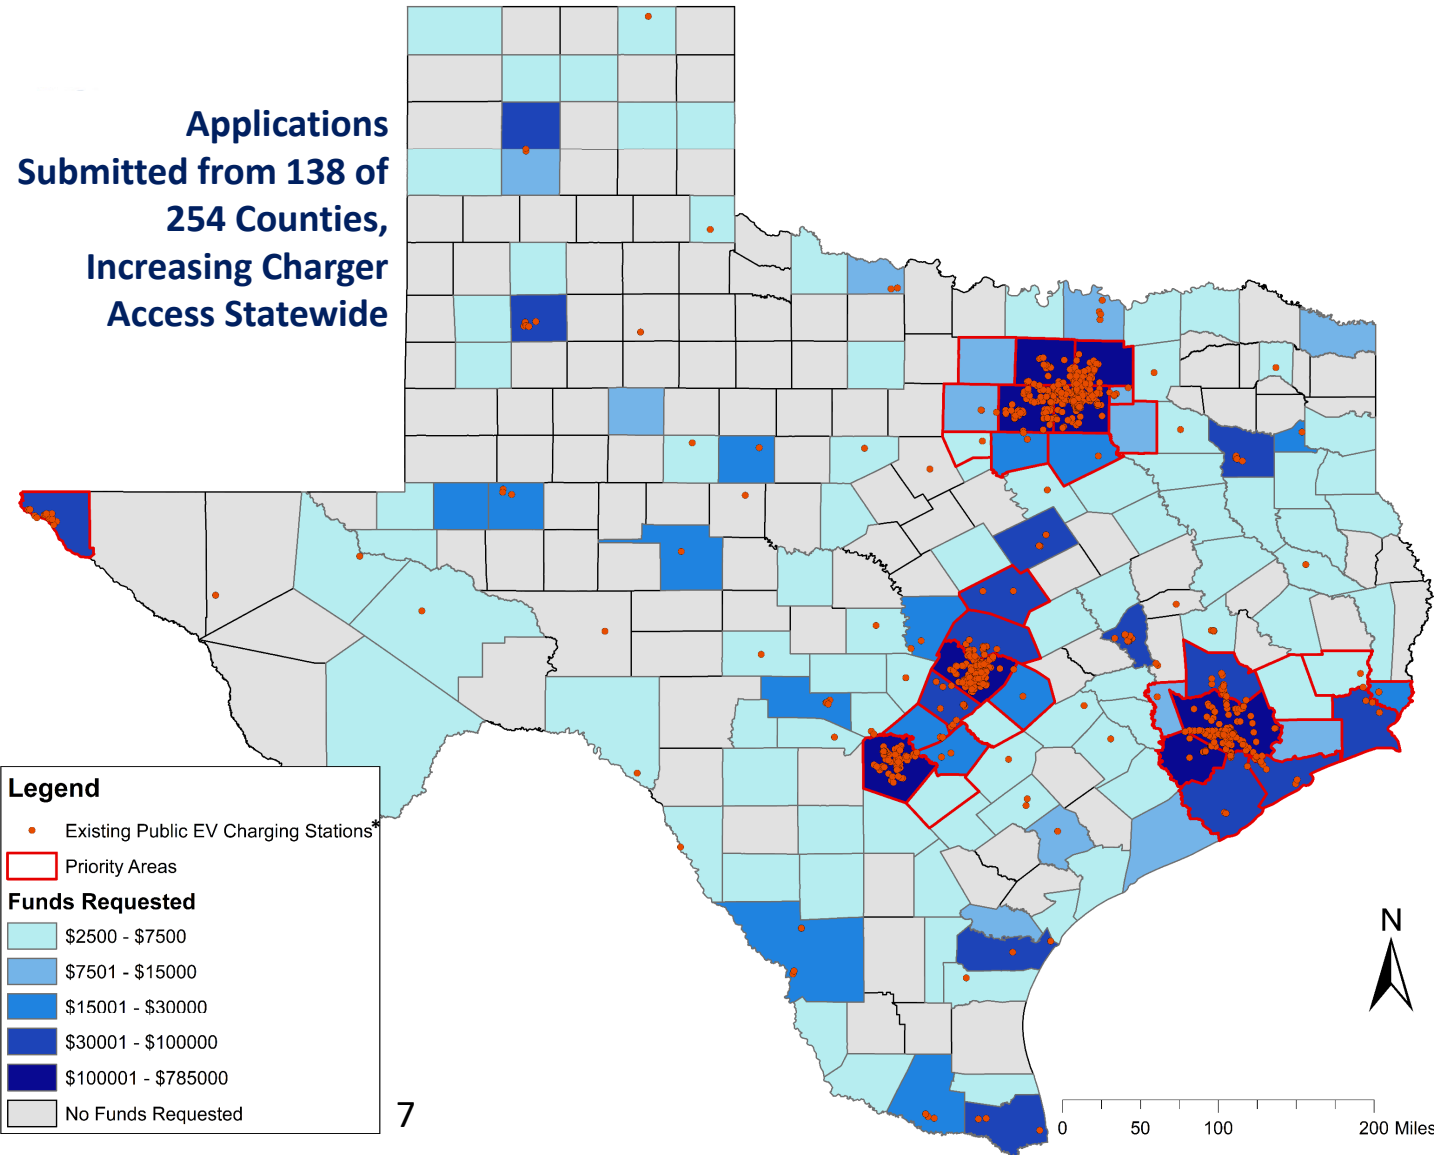 Applications
Submitted from 138 of
254 Counties,
Increasing Charger
Access Statewide
Legend
Existing Public EV Charging Stations*
Priority Areas
Funds Requested
$2500 - $7500
$7501 - $15000
$15001 - $30000
$30001 - $100000
$100001 - $785000
No Funds Requested
7
N
0 50 100 200 Miles